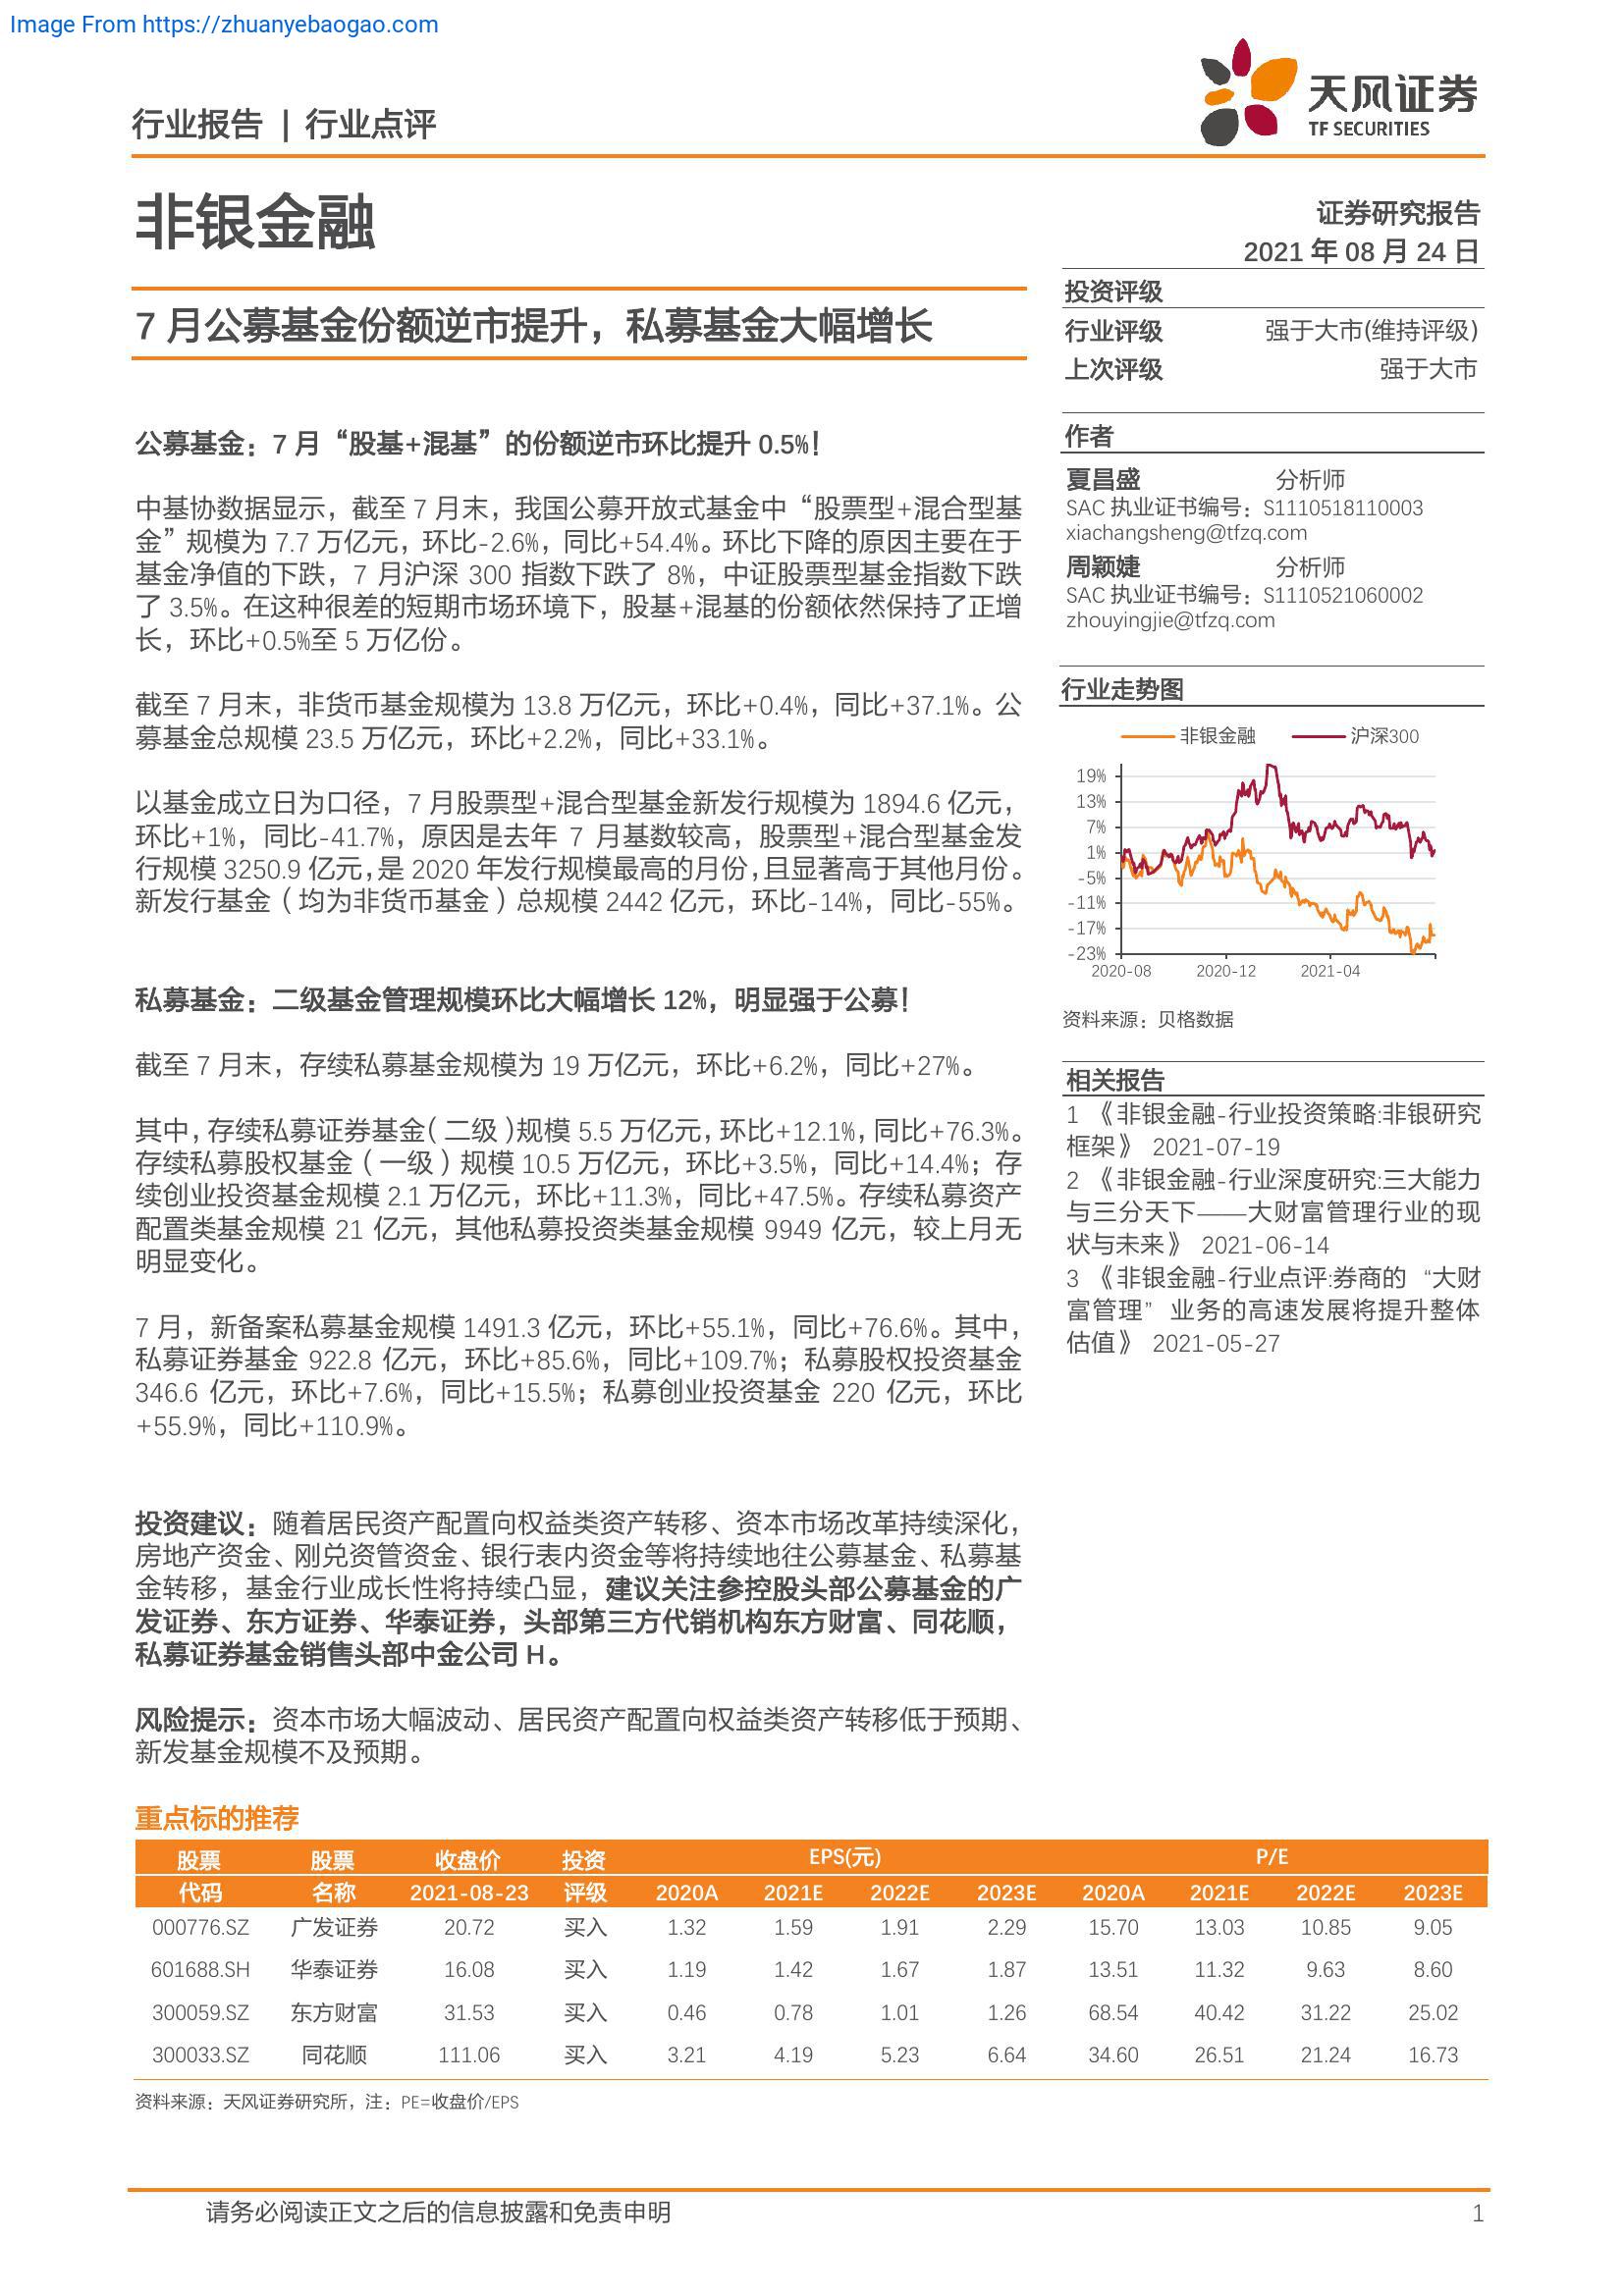 Image From https://zhuanyebaogao.com
天风证券
TF SECURITIES
行业报告 | 行业点评
非银金融
证券研究报告
2021 年 08 月 24 日
7 月公募基金份额逆市提升，私募基金大幅增长
投资评级
行业评级 强于大市(维持评级)
上次评级 强于大市
公募基金：7 月“股基+混基”的份额逆市环比提升 0.5%！
中基协数据显示，截至 7 月末，我国公募开放式基金中“股票型+混合型基
金”规模为 7.7 万亿元，环比-2.6%，同比+54.4%。环比下降的原因主要在于
基金净值的下跌，7 月沪深 300 指数下跌了 8%，中证股票型基金指数下跌
了 3.5%。在这种很差的短期市场环境下，股基+混基的份额依然保持了正增
长，环比+0.5%至 5 万亿份。
截至 7 月末，非货币基金规模为 13.8 万亿元，环比+0.4%，同比+37.1%。公
募基金总规模 23.5 万亿元，环比+2.2%，同比+33.1%。
以基金成立日为口径，7 月股票型+混合型基金新发行规模为 1894.6 亿元，
环比+1%，同比-41.7%，原因是去年 7 月基数较高，股票型+混合型基金发
行规模 3250.9 亿元，是 2020 年发行规模最高的月份，且显著高于其他月份。
新发行基金（均为非货币基金）总规模 2442 亿元，环比-14%，同比-55%。
私募基金：二级基金管理规模环比大幅增长 12%，明显强于公募！
截至 7 月末，存续私募基金规模为 19 万亿元，环比+6.2%，同比+27%。
其中，存续私募证券基金（二级）规模 5.5 万亿元，环比+12.1%，同比+76.3%。
存续私募股权基金（一级）规模 10.5 万亿元，环比+3.5%，同比+14.4%；存
续创业投资基金规模 2.1 万亿元，环比+11.3%，同比+47.5%。存续私募资产
配置类基金规模 21 亿元，其他私募投资类基金规模 9949 亿元，较上月无
明显变化。
7 月，新备案私募基金规模 1491.3 亿元，环比+55.1%，同比+76.6%。其中，
私募证券基金 922.8 亿元，环比+85.6%，同比+109.7%；私募股权投资基金
346.6 亿元，环比+7.6%，同比+15.5%；私募创业投资基金 220 亿元，环比
+55.9%，同比+110.9%。
投资建议：随着居民资产配置向权益类资产转移、资本市场改革持续深化，
房地产资金、刚兑资管资金、银行表内资金等将持续地往公募基金、私募基
金转移，基金行业成长性将持续凸显，建议关注参控股头部公募基金的广
发证券、东方证券、华泰证券，头部第三方代销机构东方财富、同花顺，
私募证券基金销售头部中金公司 H。
风险提示：资本市场大幅波动、居民资产配置向权益类资产转移低于预期、
新发基金规模不及预期。
作者
夏昌盛 分析师
SAC 执业证书编号：S1110518110003
xiachangsheng@tfzq.com
周颖婕 分析师
SAC 执业证书编号：S1110521060002
zhouyingjie@tfzq.com
行业走势图
非银金融 沪深300
19%
13%
7%
1%
-5%
-11%
-17%
-23%
2020-08 2020-12 2021-04
资料来源：贝格数据
相关报告
1 《非银金融-行业投资策略:非银研究
框架》 2021-07-19
2 《非银金融-行业深度研究:三大能力
与三分天下——大财富管理行业的现
状与未来》 2021-06-14
3 《非银金融-行业点评:券商的 “大财
富管理” 业务的高速发展将提升整体
估值》 2021-05-27
重点标的推荐
股票 股票 收盘价 投资 EPS(元) P/E
代码 名称 2021-08-23 评级 2020A 2021E 2022E 2023E 2020A 2021E 2022E 2023E
000776.SZ 广发证券 20.72 买入 1.32 1.59 1.91 2.29 15.70 13.03 10.85 9.05
601688.SH 华泰证券 16.08 买入 1.19 1.42 1.67 1.87 13.51 11.32 9.63 8.60
300059.SZ 东方财富 31.53 买入 0.46 0.78 1.01 1.26 68.54 40.42 31.22 25.02
300033.SZ 同花顺 111.06 买入 3.21 4.19 5.23 6.64 34.60 26.51 21.24 16.73
资料来源：天风证券研究所，注：PE=收盘价/EPS
请务必阅读正文之后的信息披露和免责申明 1